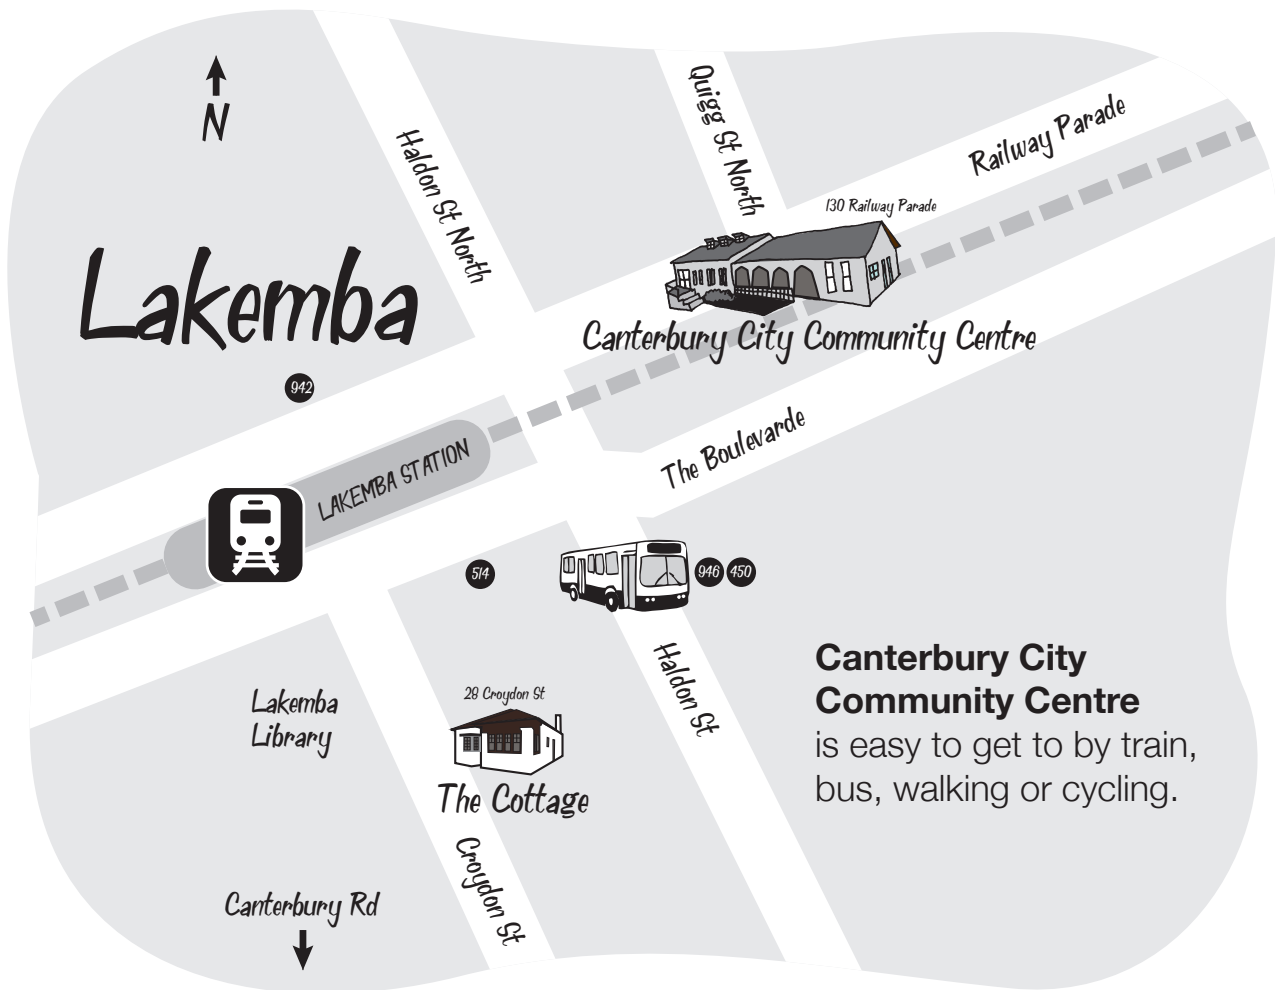 N
Haldon St North
Quigg St North
Railway Parade
130 Railway Parade
Lakemba
Canterbury City Community Centre
942
LAKEMBA STATION
The Boulevarde
514
946
450
Haldon St
Lakemba
Library
28 Croydon St
The Cottage
Croydon St
Canterbury Rd
Canterbury City
Community Centre
is easy to get to by train,
bus, walking or cycling.